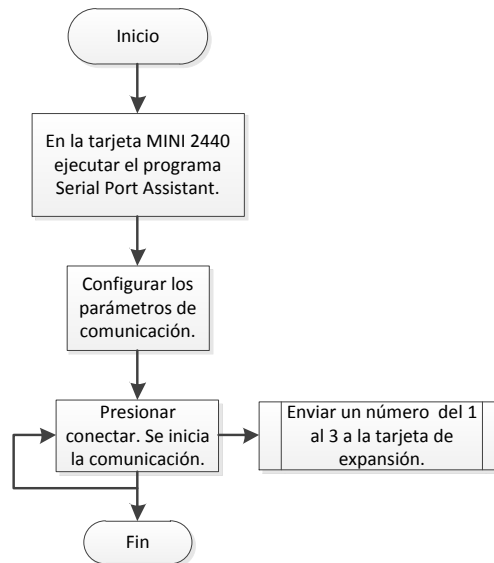 Inicio
En la tarjeta MINI 2440
ejecutar el programa
Serial Port Assistant.
Configurar los
parámetros de
comunicación.
Presionar
conectar. Se inicia
la comunicación.
Enviar un número del 1
al 3 a la tarjeta de
expansión.
Fin